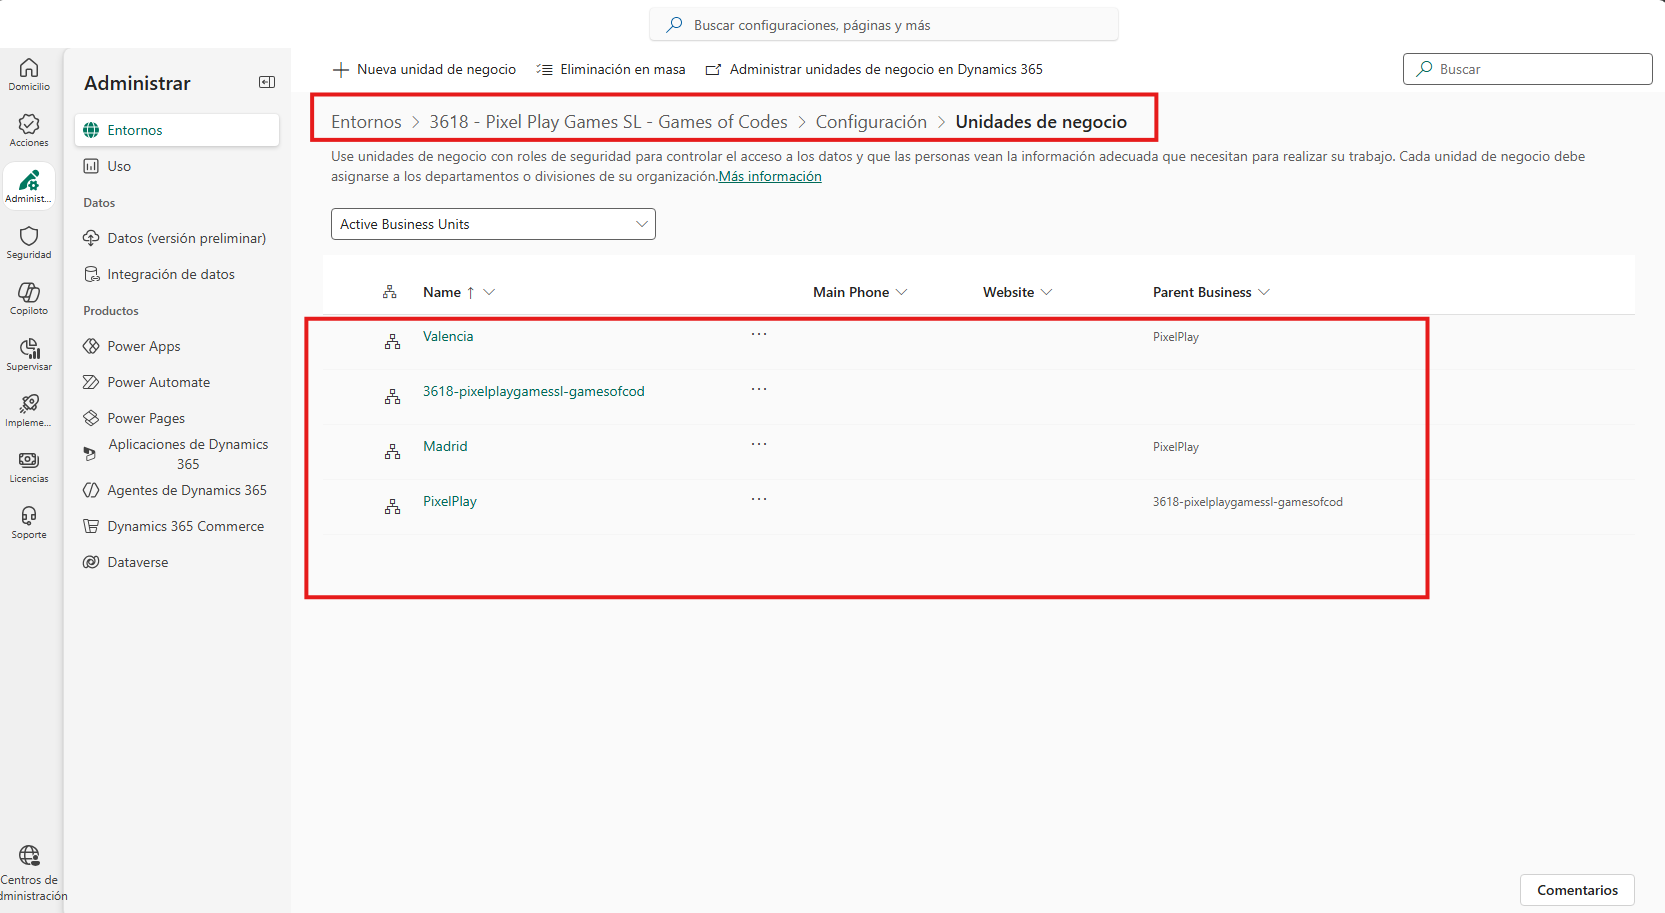 Buscar configuraciones, páginas y más
Domicilio
Acciones
Administ...
Seguridad
Copiloto
Supervisar
Impleme...
Licencias
Soporte
Centros de
dministración
Administrar
Entornos
Uso
Datos
Datos (versión preliminar)
Integración de datos
Productos
Power Apps
Power Automate
Power Pages
Aplicaciones de Dynamics
365
Agentes de Dynamics 365
Dynamics 365 Commerce
Dataverse
Nueva unidad de negocio
Eliminación en masa
Administrar unidades de negocio en Dynamics 365
Buscar
Entornos > 3618 - Pixel Play Games SL - Games of Codes > Configuración > Unidades de negocio
Use unidades de negocio con roles de seguridad para controlar el acceso a los datos y que las personas vean la información adecuada que necesitan para realizar su trabajo. Cada unidad de negocio debe
asignarse a los departamentos o divisiones de su organización.Más información
Active Business Units
Name ↑ Main Phone Website Parent Business
Valencia ... PixelPlay
3618-pixelplaygamessl-gamesofcod ...
Madrid ... PixelPlay
PixelPlay ... 3618-pixelplaygamessl-gamesofcod
Comentarios